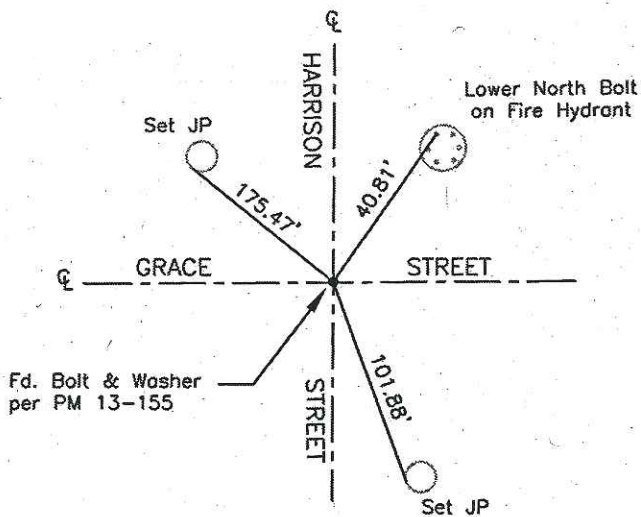 ℄
HARRISON
Lower North Bolt
on Fire Hydrant
Set JP
175.47'
40.81'
℄
GRACE
STREET
Fd. Bolt & Washer
per PM 13-155
STREET
101.88'
Set JP